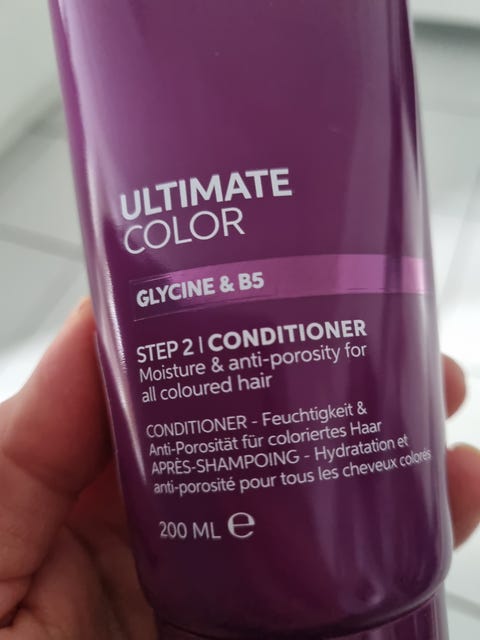 ULTIMATE
COLOR
GLYCINE & B5
STEP 2 | CONDITIONER
Moisture & anti-porosity for
all coloured hair
CONDITIONER - Feuchtigkeit &
Anti-Porosität für coloriertes Haar
APRÈS-SHAMPOING - Hydratation et
anti-porosité pour tous les cheveux colorés
200 ML ℮